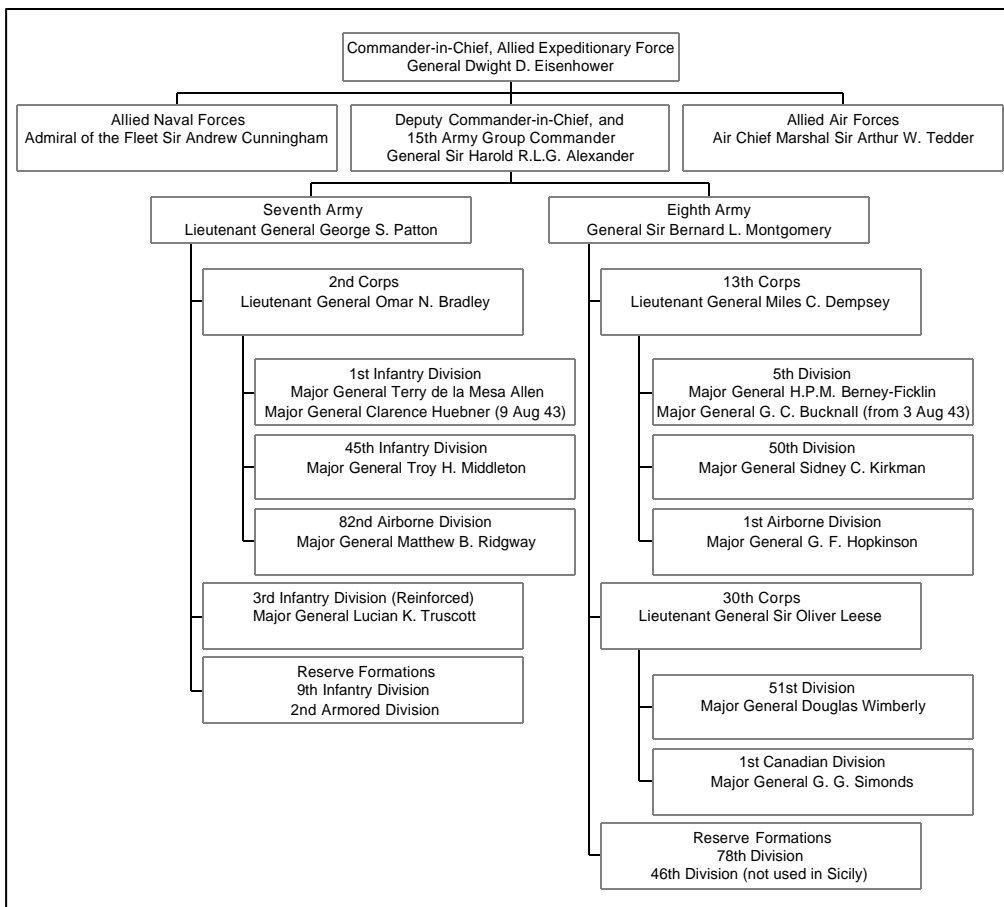 Commander-in-Chief, Allied Expeditionary Force
General Dwight D. Eisenhower
Allied Naval Forces
Admiral of the Fleet Sir Andrew Cunningham
Deputy Commander-in-Chief, and
15th Army Group Commander
General Sir Harold R.L.G. Alexander
Allied Air Forces
Air Chief Marshal Sir Arthur W. Tedder
Seventh Army
Lieutenant General George S. Patton
2nd Corps
Lieutenant General Omar N. Bradley
1st Infantry Division
Major General Terry de la Mesa Allen
Major General Clarence Huebner (9 Aug 43)
45th Infantry Division
Major General Troy H. Middleton
82nd Airborne Division
Major General Matthew B. Ridgway
3rd Infantry Division (Reinforced)
Major General Lucian K. Truscott
Reserve Formations
9th Infantry Division
2nd Armored Division
Eighth Army
General Sir Bernard L. Montgomery
13th Corps
Lieutenant General Miles C. Dempsey
5th Division
Major General H.P.M. Berney-Ficklin
Major General G. C. Bucknall (from 3 Aug 43)
50th Division
Major General Sidney C. Kirkman
1st Airborne Division
Major General G. F. Hopkinson
30th Corps
Lieutenant General Sir Oliver Leese
51st Division
Major General Douglas Wimberly
1st Canadian Division
Major General G. G. Simonds
Reserve Formations
78th Division
46th Division (not used in Sicily)